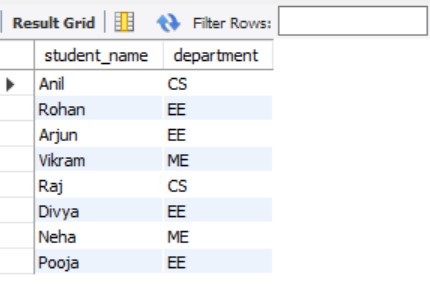 Result Grid Filter Rows:
student_name department
Anil CS
Rohan EE
Arjun EE
Vikram ME
Raj CS
Divya EE
Neha ME
Pooja EE